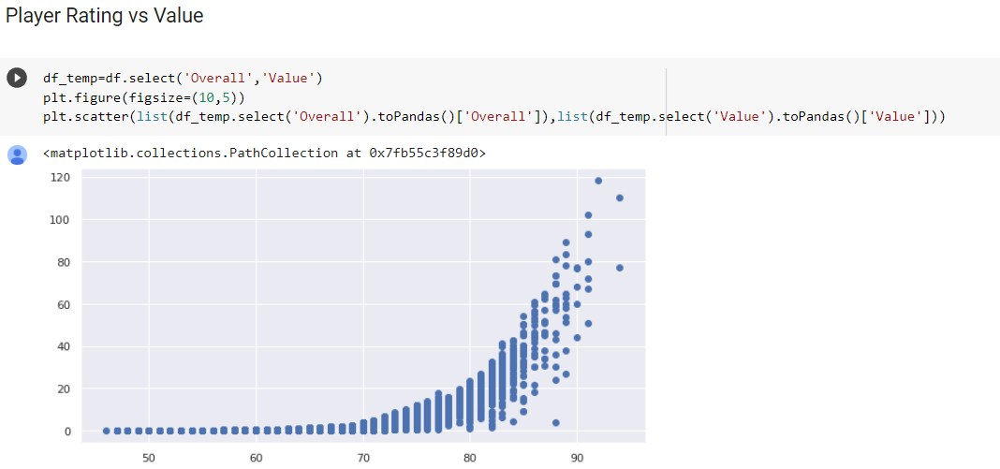 Player Rating vs Value
df_temp=df.select('Overall','Value')
plt.figure(figsize=(10,5))
plt.scatter(list(df_temp.select('Overall').toPandas()['Overall']),list(df_temp.select('Value').toPandas()['Value']))
<matplotlib.collections.PathCollection at 0x7fb55c3f89d0>
120
100
80
60
40
20
0
50 60 70 80 90